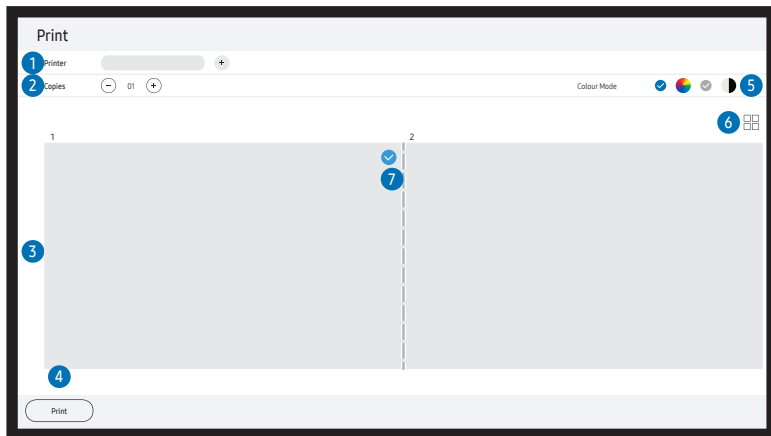 Print
1 Printer +
2 Copies − 01 + Colour Mode 5
6
1 2
7
3
4
Print